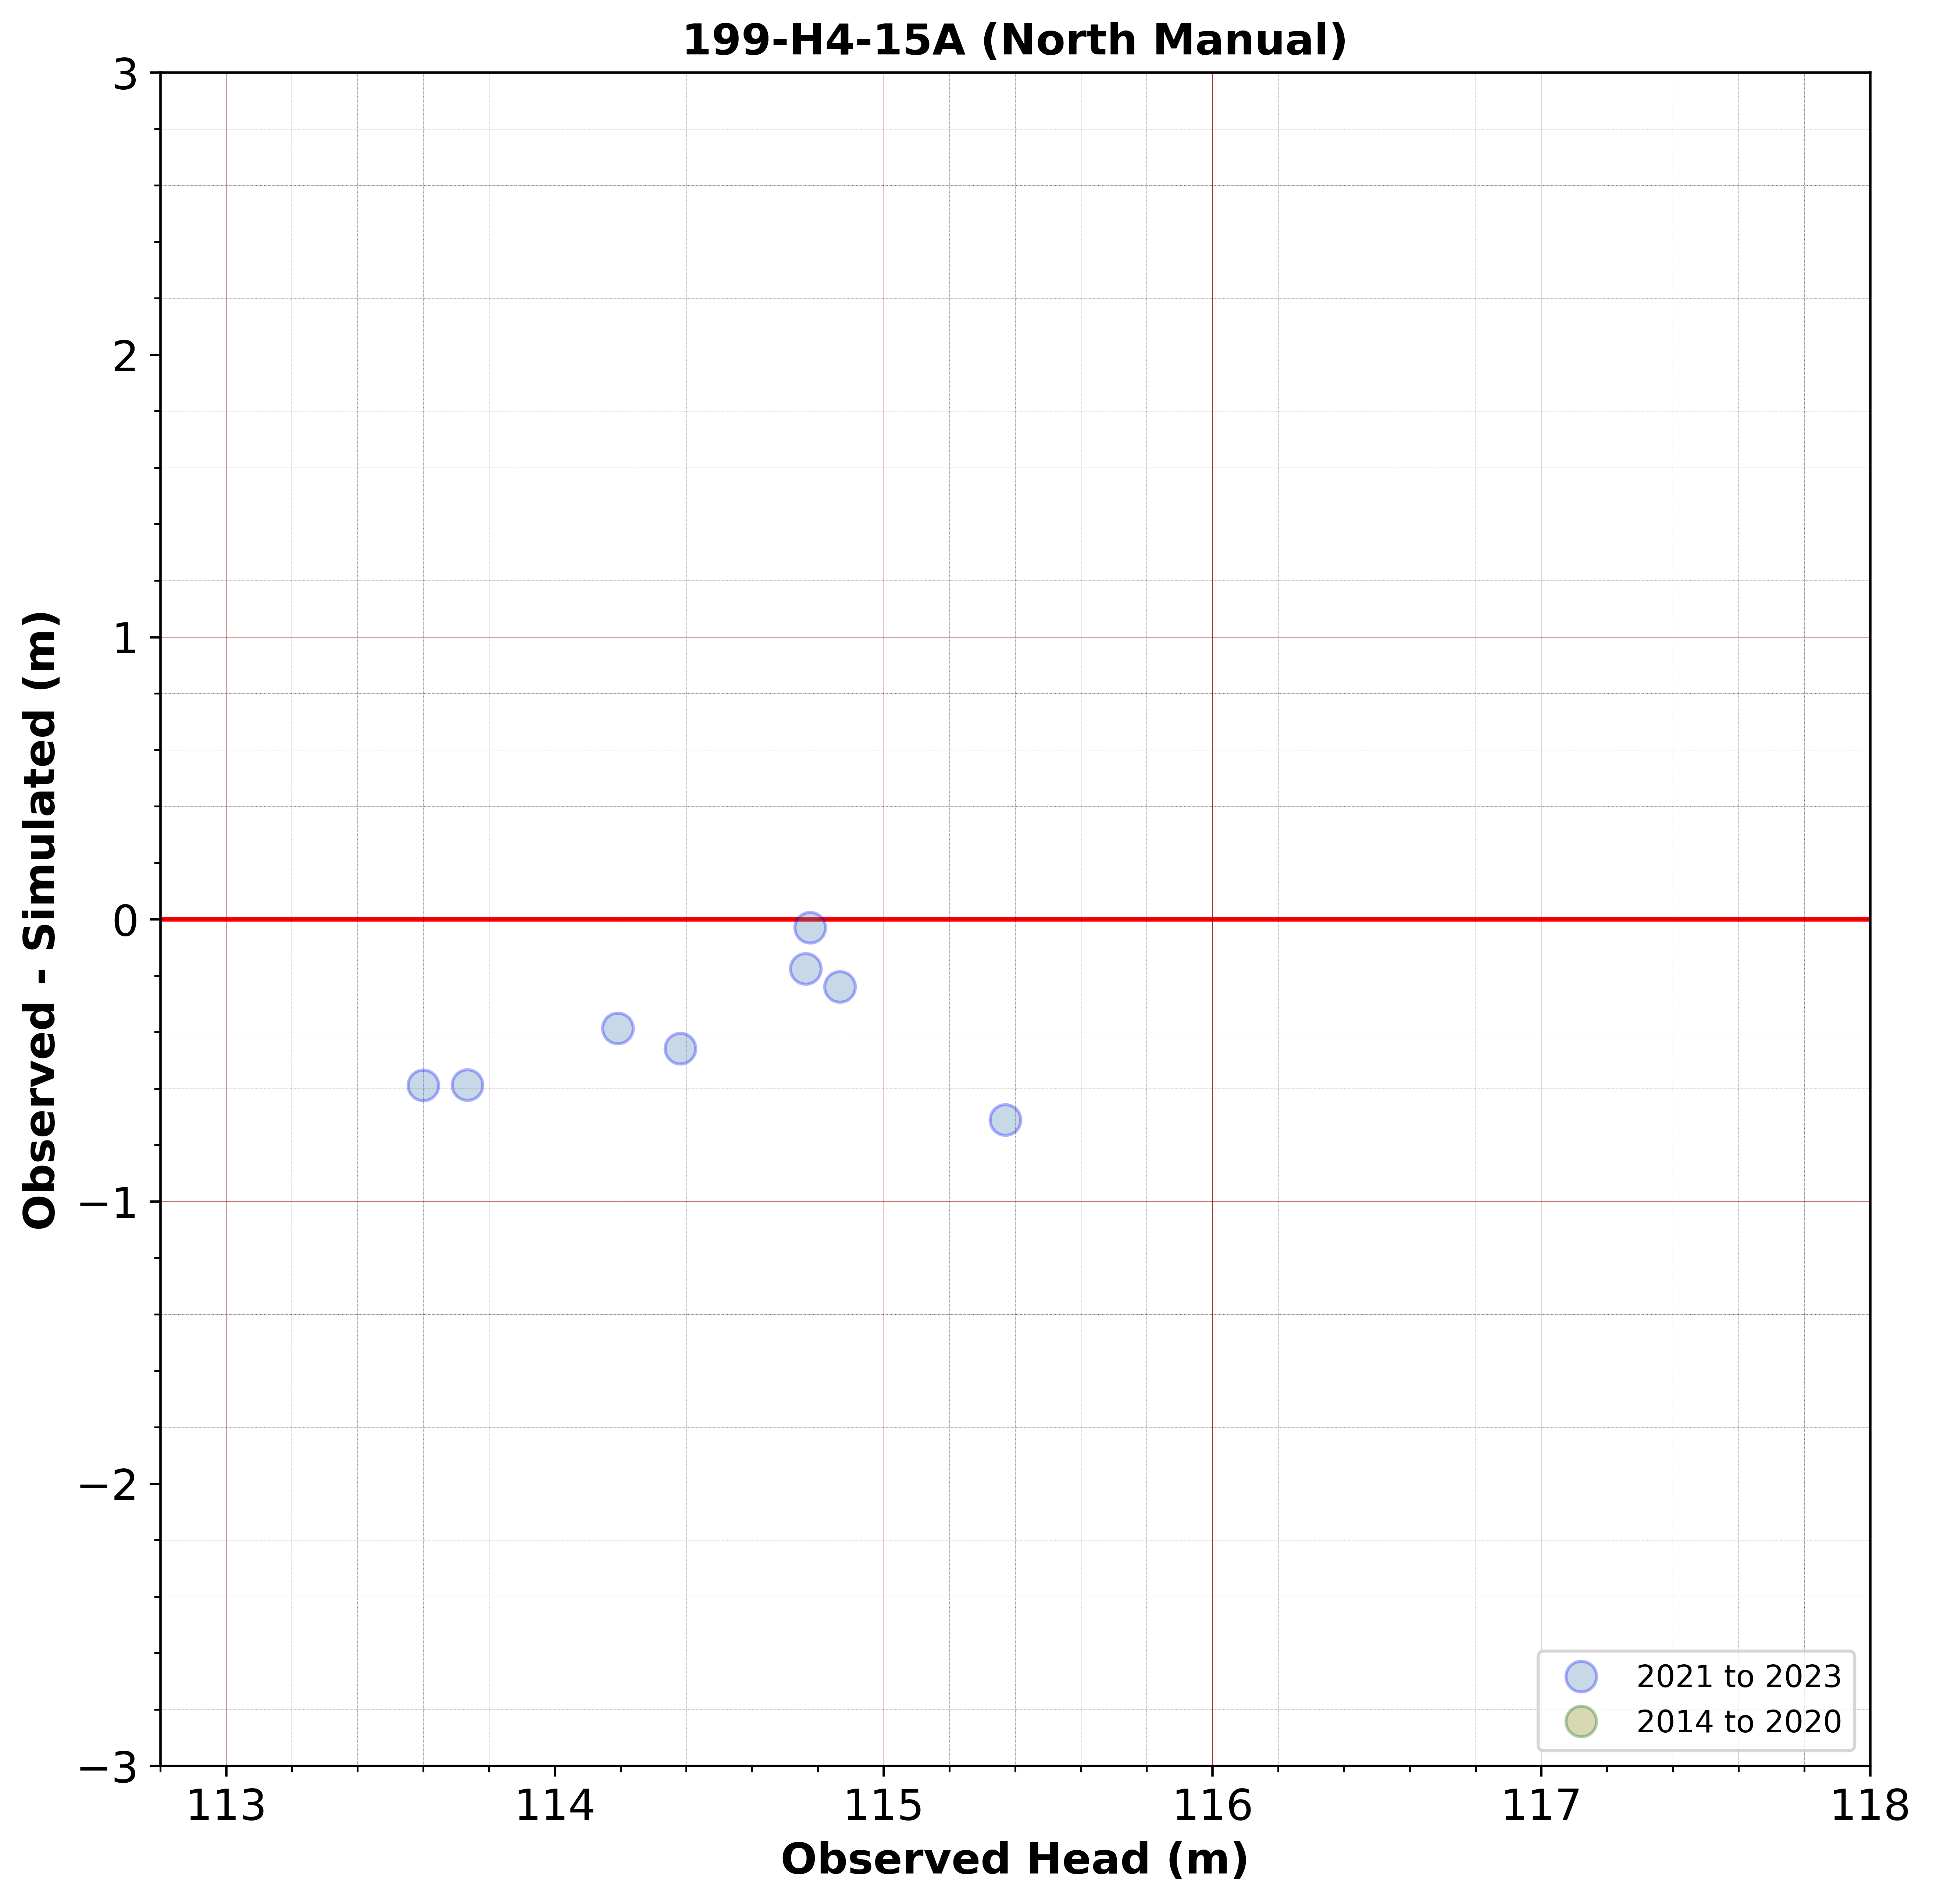 199-H4-15A (North Manual)
3
2
1
0
−1
−2
−3
Observed - Simulated (m)
2021 to 2023
2014 to 2020
113 114 115 116 117 118
Observed Head (m)